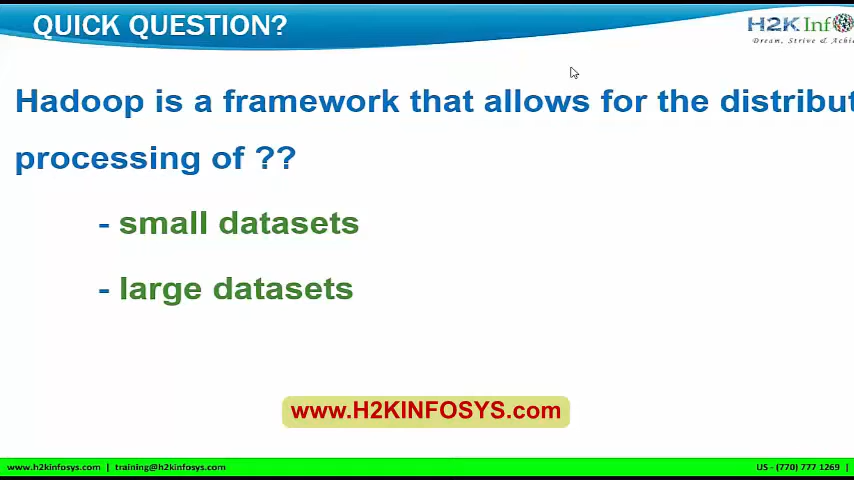 QUICK QUESTION?
H2K Inf
Dream, Strive & Achi
Hadoop is a framework that allows for the distribut
processing of ??
- small datasets
- large datasets
www.H2KINFOSYS.com
www.h2kinfosys.com | training@h2kinfosys.com
US - (770) 777 1269 |